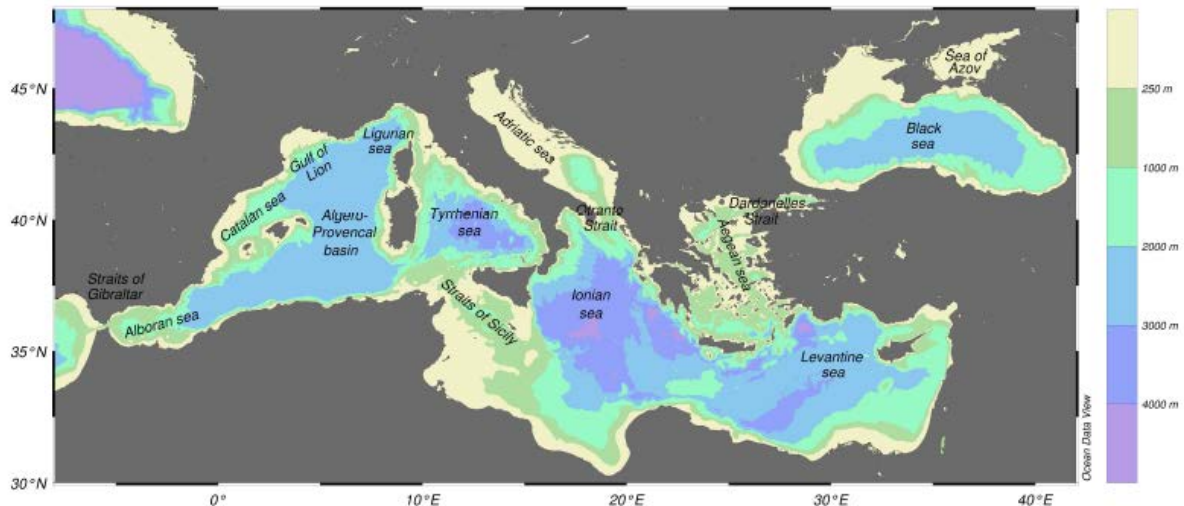 45°N
40°N
35°N
30°N
0°
10°E
20°E
30°E
40°E
Sea of
Azov
Black
sea
Ligurian
sea
Gulf of
Lion
Adriatic sea
Catalan sea
Algero-
Provencal
basin
Tyrrhenian
sea
Otranto
Strait
Dardanelles
Strait
Aegean sea
Straits of
Gibraltar
Alboran sea
Straits of Sicily
Ionian
sea
Levantine
sea
Ocean Data View
250 m
1000 m
2000 m
3000 m
4000 m